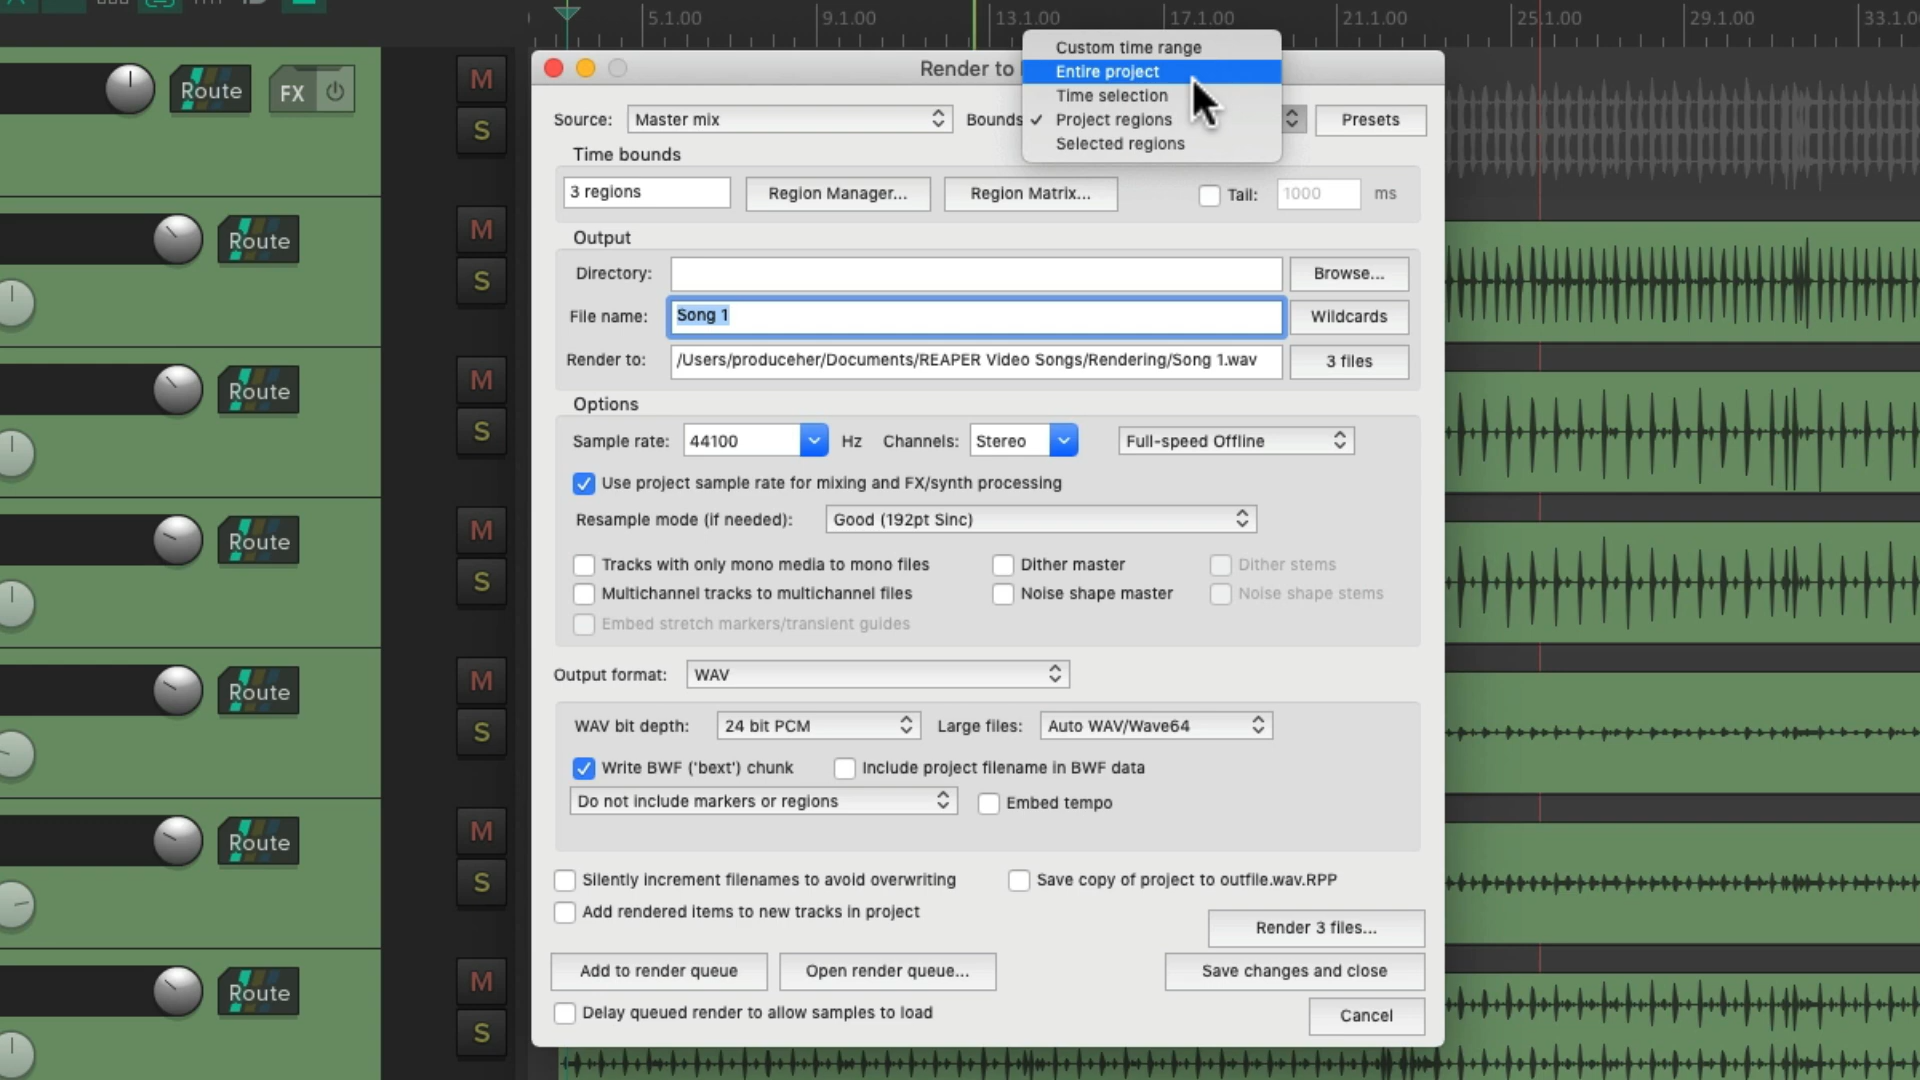 5.1.00 9.1.00 13.1.00 17.1.00 21.1.00 25.1.00 29.1.00 33.1.0
Custom time range
Render to
Entire project
Time selection
Source: Master mix Bounds ✓ Project regions Presets
Selected regions
Time bounds
3 regions Region Manager... Region Matrix... Tail: 1000 ms
Output
Directory: Browse...
File name: Song 1 Wildcards
Render to: /Users/produceher/Documents/REAPER Video Songs/Rendering/Song 1.wav 3 files
Options
Sample rate: 44100 Hz Channels: Stereo Full-speed Offline
Use project sample rate for mixing and FX/synth processing
Resample mode (if needed): Good (192pt Sinc)
Tracks with only mono media to mono files Dither master Dither stems
Multichannel tracks to multichannel files Noise shape master Noise shape stems
Embed stretch markers/transient guides
Output format: WAV
WAV bit depth: 24 bit PCM Large files: Auto WAV/Wave64
Write BWF ('bext') chunk Include project filename in BWF data
Do not include markers or regions Embed tempo
Silently increment filenames to avoid overwriting Save copy of project to outfile.wav.RPP
Add rendered items to new tracks in project
Render 3 files...
Add to render queue Open render queue... Save changes and close
Delay queued render to allow samples to load Cancel
Route FX M
S
Route M
S
Route M
S
Route M
S
Route M
S
Route M
S
Route M
S